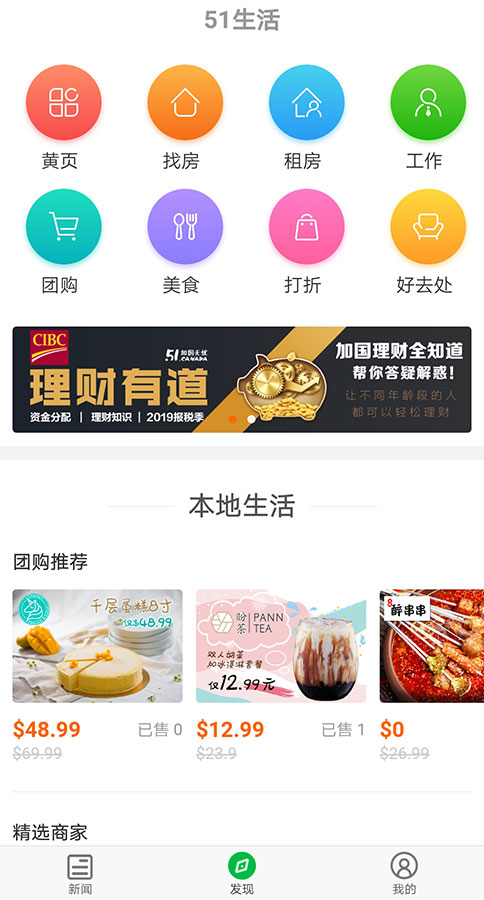 51生活
黄页
找房
租房
工作
团购
美食
打折
好去处
CIBC
51 加国无忧
.CANADA
理财有道
资金分配 | 理财知识 | 2019报税季
加国理财全知道
帮你答疑解惑！
让不同年龄段的人
都可以轻松理财
本地生活
团购推荐
千层蛋糕8寸
仅$48.99
盼茶 PANN TEA
加冰淇淋套餐
仅12.99元
醉串串
$48.99
已售 0
$69.99
$12.99
已售 1
$23.9
$0
$26.99
精选商家
新闻
发现
我的